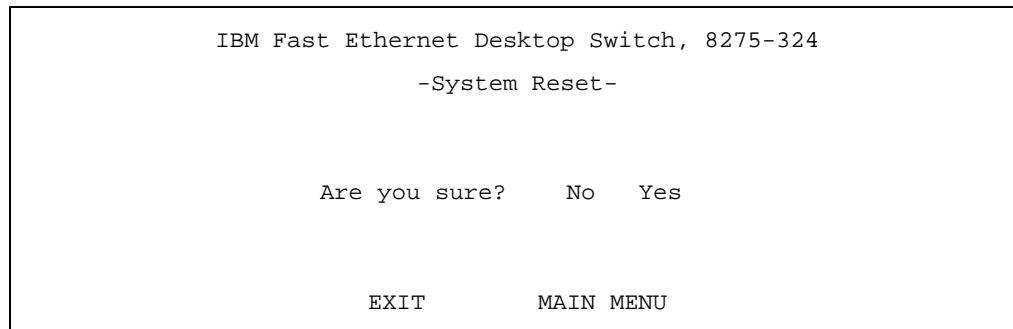 IBM Fast Ethernet Desktop Switch, 8275-324
-System Reset-
Are you sure? No Yes
EXIT MAIN MENU